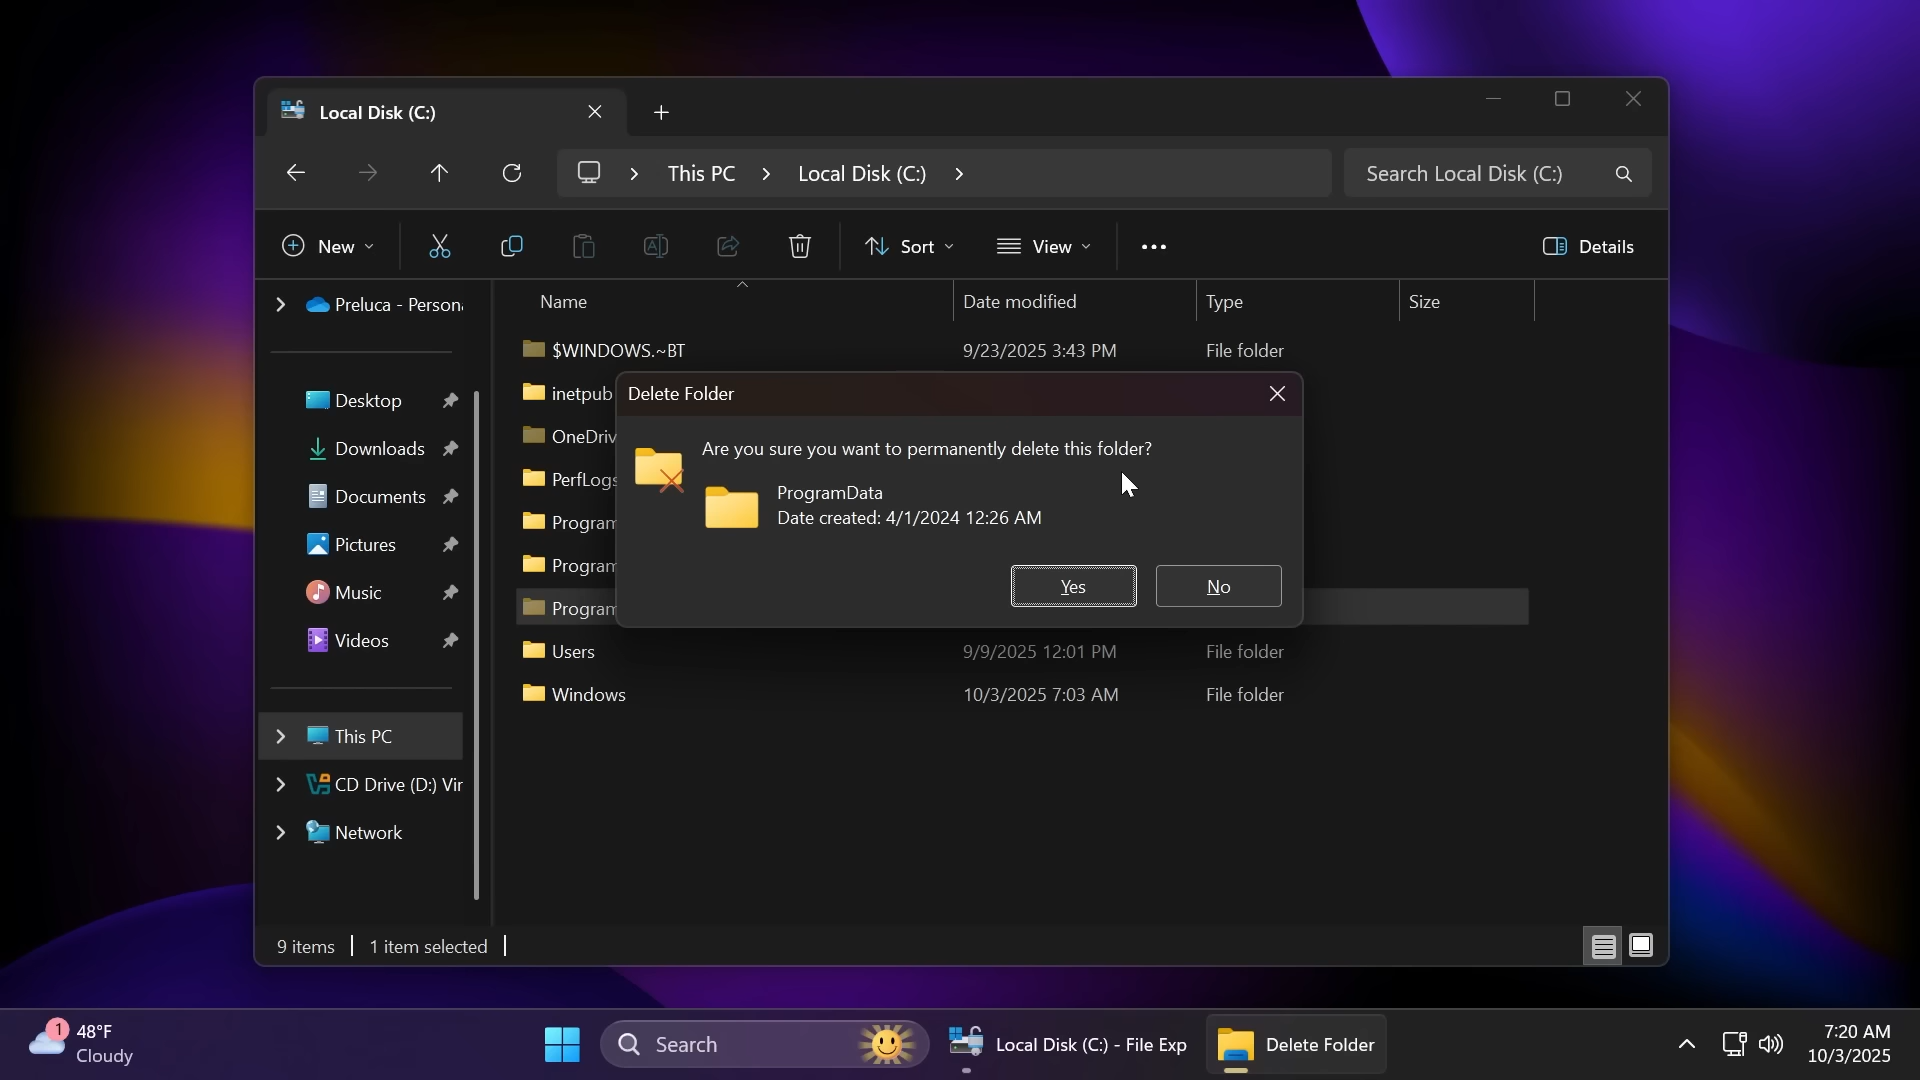 Local Disk (C:)
This PC
Local Disk (C:)
Search Local Disk (C:)
New
Sort
View
Details
Preluca - Person
Desktop
Downloads
Documents
Pictures
Music
Videos
This PC
CD Drive (D:) Vir
Network
Name Date modified Type Size
$WINDOWS.~BT 9/23/2025 3:43 PM File folder
inetpub
OneDriv
PerfLogs
Program
Program
Program
Users 9/9/2025 12:01 PM File folder
Windows 10/3/2025 7:03 AM File folder
Delete Folder
Are you sure you want to permanently delete this folder?
ProgramData
Date created: 4/1/2024 12:26 AM
Yes No
9 items 1 item selected
1
48°F
Cloudy
Search
Local Disk (C:) - File Exp
Delete Folder
7:20 AM
10/3/2025